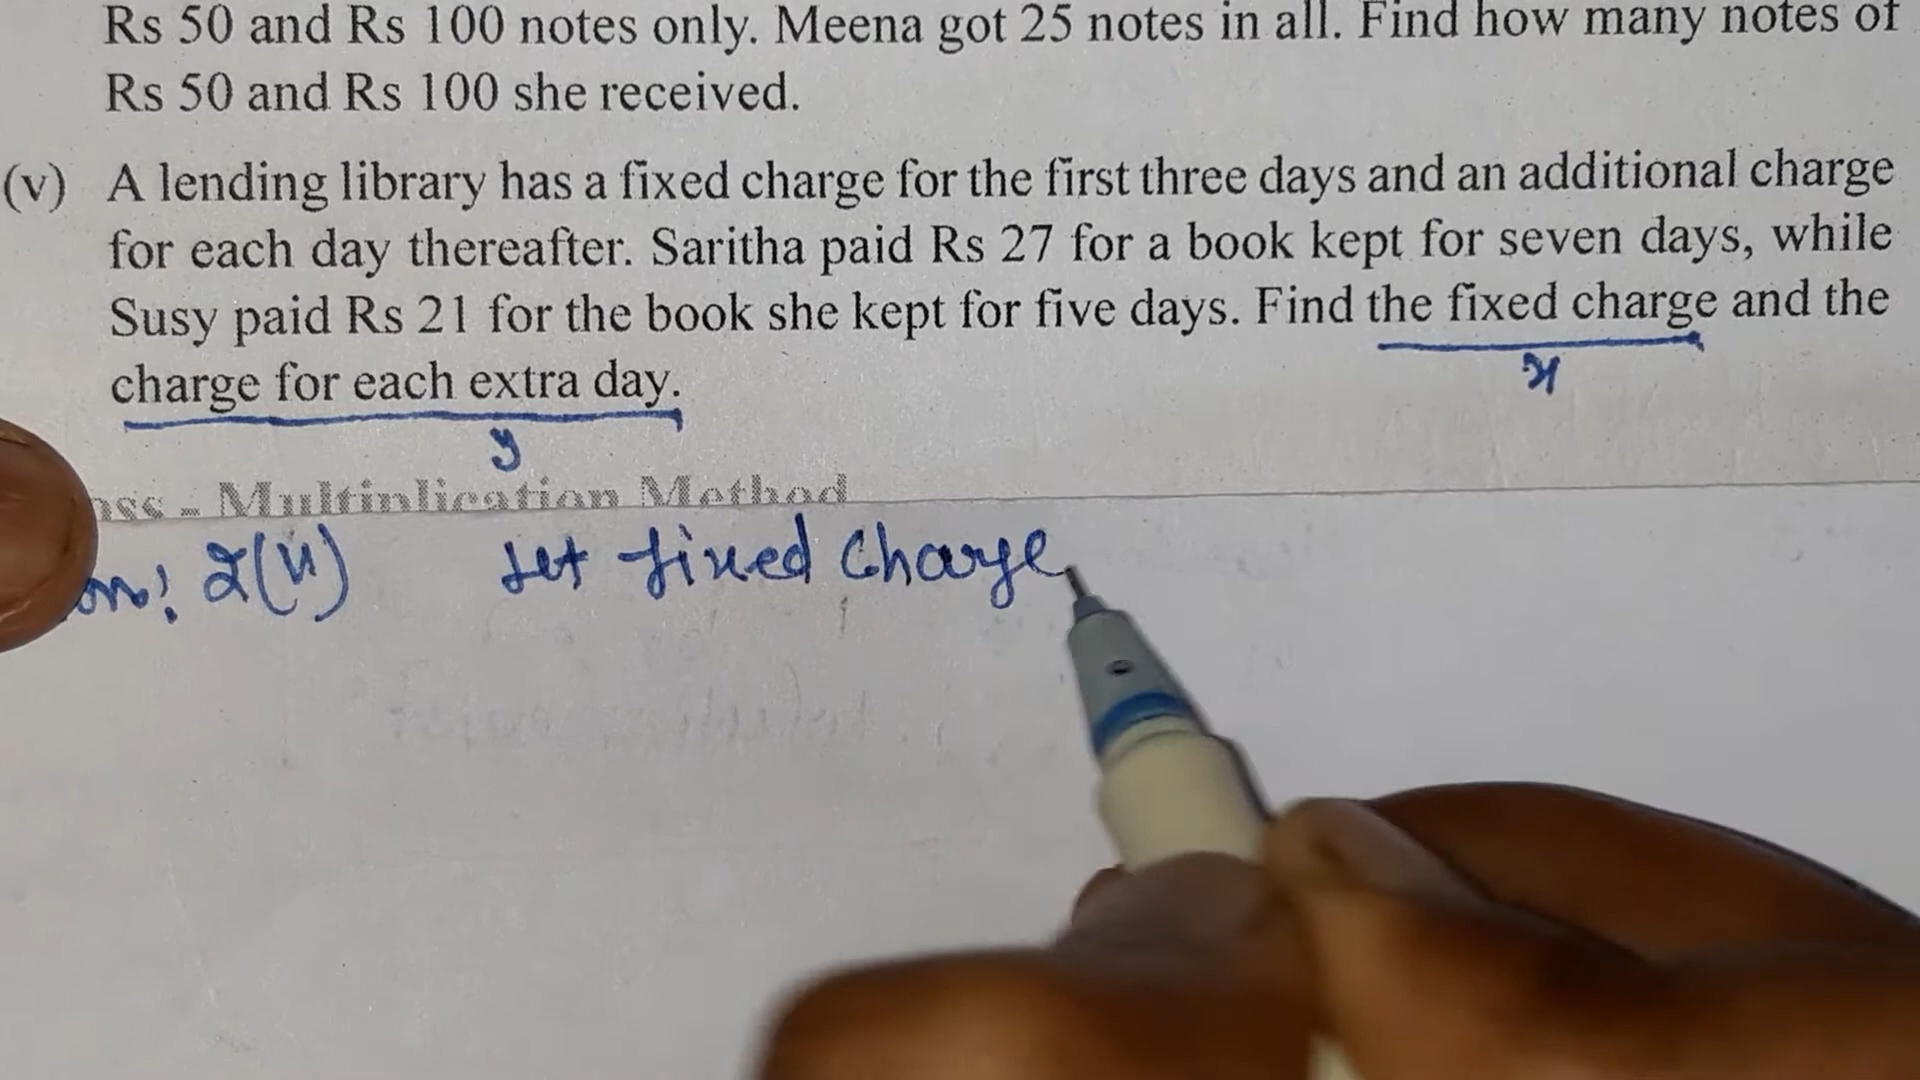 Rs 50 and Rs 100 notes only. Meena got 25 notes in all. Find how many notes of
Rs 50 and Rs 100 she received.
(v) A lending library has a fixed charge for the first three days and an additional charge
for each day thereafter. Saritha paid Rs 27 for a book kept for seven days, while
Susy paid Rs 21 for the book she kept for five days. Find the fixed charge and the
x
charge for each extra day.
y
- Multiplication Method
Let fixed Charge